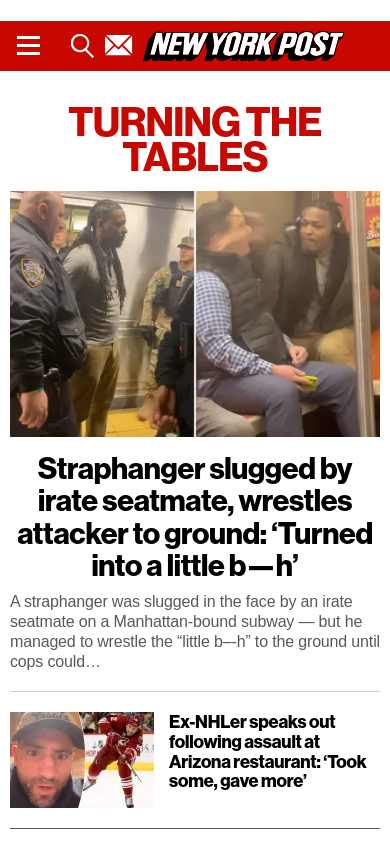 NEW YORK POST
TURNING THE
TABLES
Straphanger slugged by
irate seatmate, wrestles
attacker to ground: ‘Turned
into a little b—h’
A straphanger was slugged in the face by an irate
seatmate on a Manhattan-bound subway — but he
managed to wrestle the “little b–-h” to the ground until
cops could…
Ex-NHLer speaks out
following assault at
Arizona restaurant: ‘Took
some, gave more’